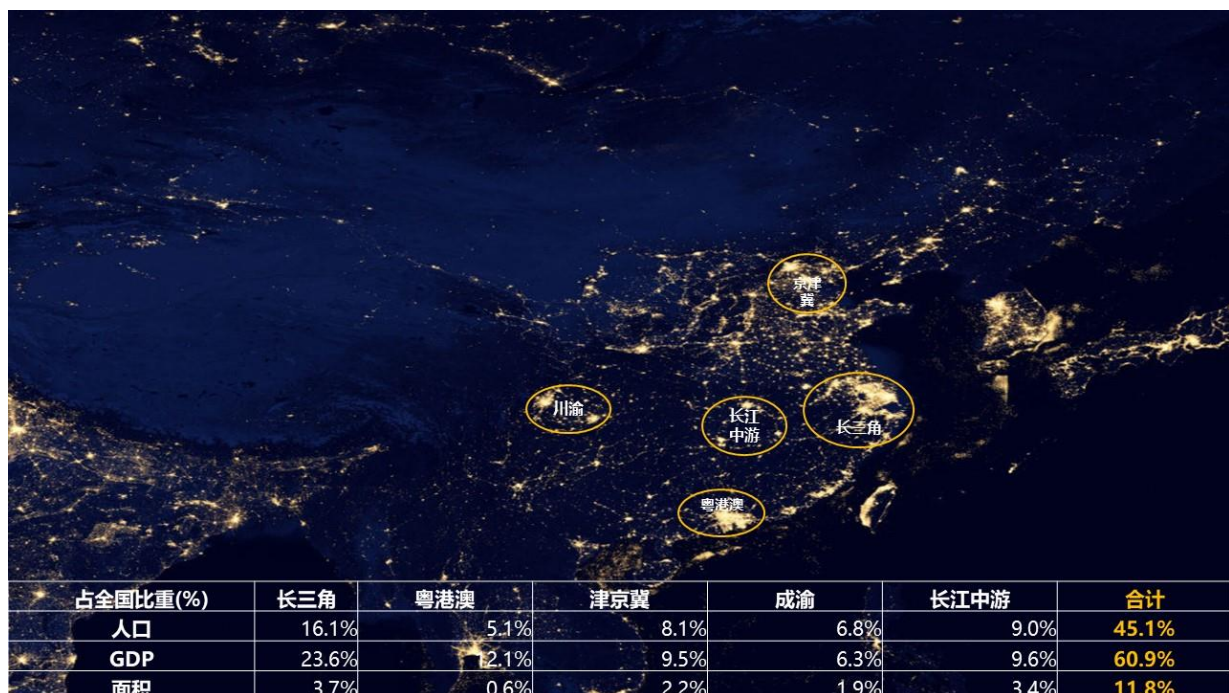 京津
冀
川渝
长江
中游
长三角
粤港澳
占全国比重(%) 长三角 粤港澳 津京冀 成渝 长江中游 合计
人口 16.1% 5.1% 8.1% 6.8% 9.0% 45.1%
GDP 23.6% 12.1% 9.5% 6.3% 9.6% 60.9%
面积 3.7% 0.6% 2.2% 1.9% 3.4% 11.8%